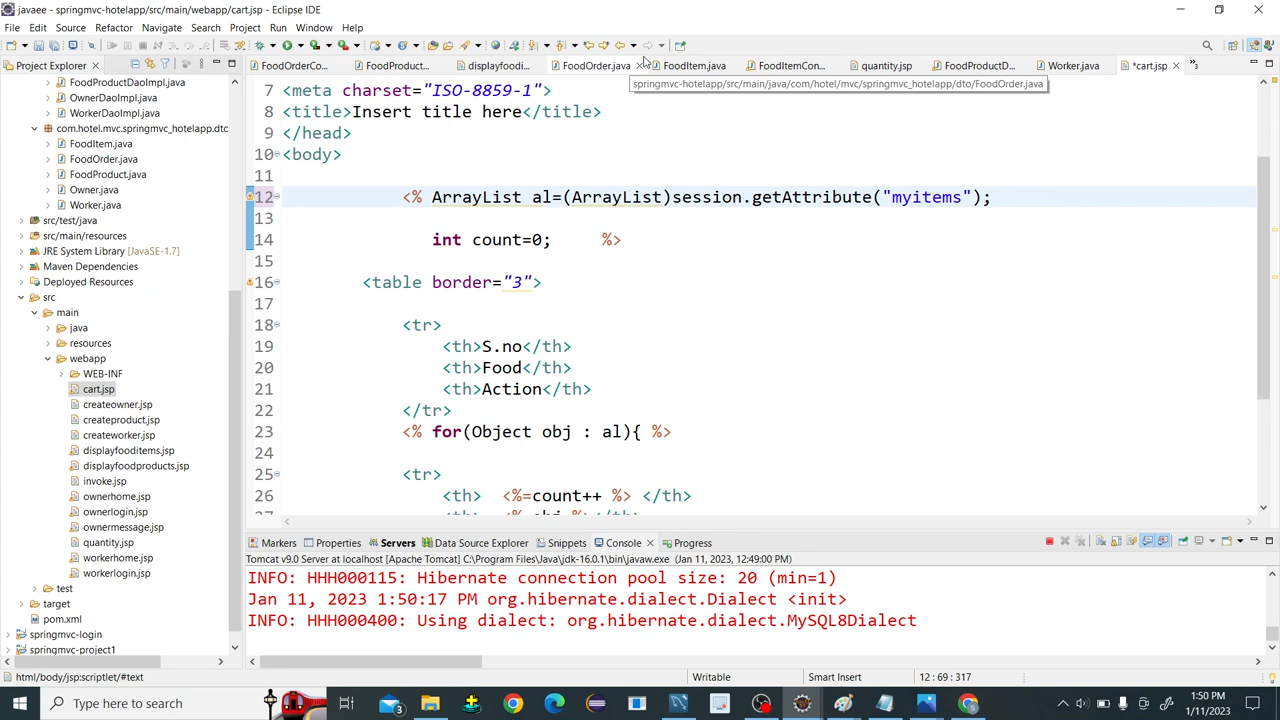 javaee - springmvc-hotelapp/src/main/webapp/cart.jsp - Eclipse IDE
File Edit Source Refactor Navigate Search Project Run Window Help
Project Explorer
FoodOrderCo...
FoodProduct...
displayfoodi...
FoodOrder.java
FoodItem.java
FoodItemCon...
quantity.jsp
FoodProductD...
Worker.java
*cart.jsp
springmvc-hotelapp/src/main/java/com/hotel/mvc/springmvc_hotelapp/dto/FoodOrder.java
FoodProductDaoImpl.java
OwnerDaoImpl.java
WorkerDaoImpl.java
com.hotel.mvc.springmvc_hotelapp.dto
FoodItem.java
FoodOrder.java
FoodProduct.java
Owner.java
Worker.java
src/test/java
src/main/resources
JRE System Library [JavaSE-1.7]
Maven Dependencies
Deployed Resources
src
main
java
resources
webapp
WEB-INF
cart.jsp
createowner.jsp
createproduct.jsp
createworker.jsp
displayfooditems.jsp
displayfoodproducts.jsp
invoke.jsp
ownerhome.jsp
ownerlogin.jsp
ownermessage.jsp
quantity.jsp
workerhome.jsp
workerlogin.jsp
test
target
pom.xml
springmvc-login
springmvc-project1
7 <meta charset="ISO-8859-1">
8 <title>Insert title here</title>
9 </head>
10 <body>
11
12 <% ArrayList al=(ArrayList)session.getAttribute("myitems");
13
14 int count=0; %>
15
16 <table border="3">
17
18 <tr>
19 <th>S.no</th>
20 <th>Food</th>
21 <th>Action</th>
22 </tr>
23 <% for(Object obj : al){ %>
24
25 <tr>
26 <th> <%=count++ %> </th>
Markers Properties Servers Data Source Explorer Snippets Console Progress
Tomcat v9.0 Server at localhost [Apache Tomcat] C:\Program Files\Java\jdk-16.0.1\bin\javaw.exe (Jan 11, 2023, 12:49:00 PM)
INFO: HHH000115: Hibernate connection pool size: 20 (min=1)
Jan 11, 2023 1:50:17 PM org.hibernate.dialect.Dialect <init>
INFO: HHH000400: Using dialect: org.hibernate.dialect.MySQL8Dialect
html/body/jsp:scriptlet/#text
Writable
Smart Insert
12 : 69 : 317
Type here to search
3
1:50 PM
1/11/2023